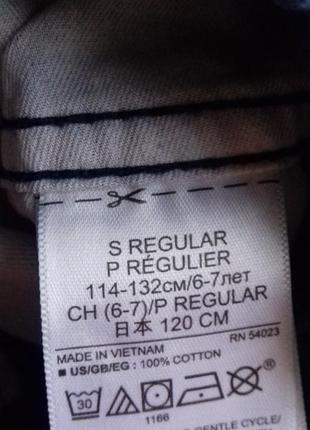 S REGULAR
P RÉGULIER
114-132см/6-7лет
CH (6-7)/P REGULAR
日本 120 CM
MADE IN VIETNAM RN 54023
■ US/GB/EG : 100% COTTON
30
®
1166
GENTLE CYCLE/